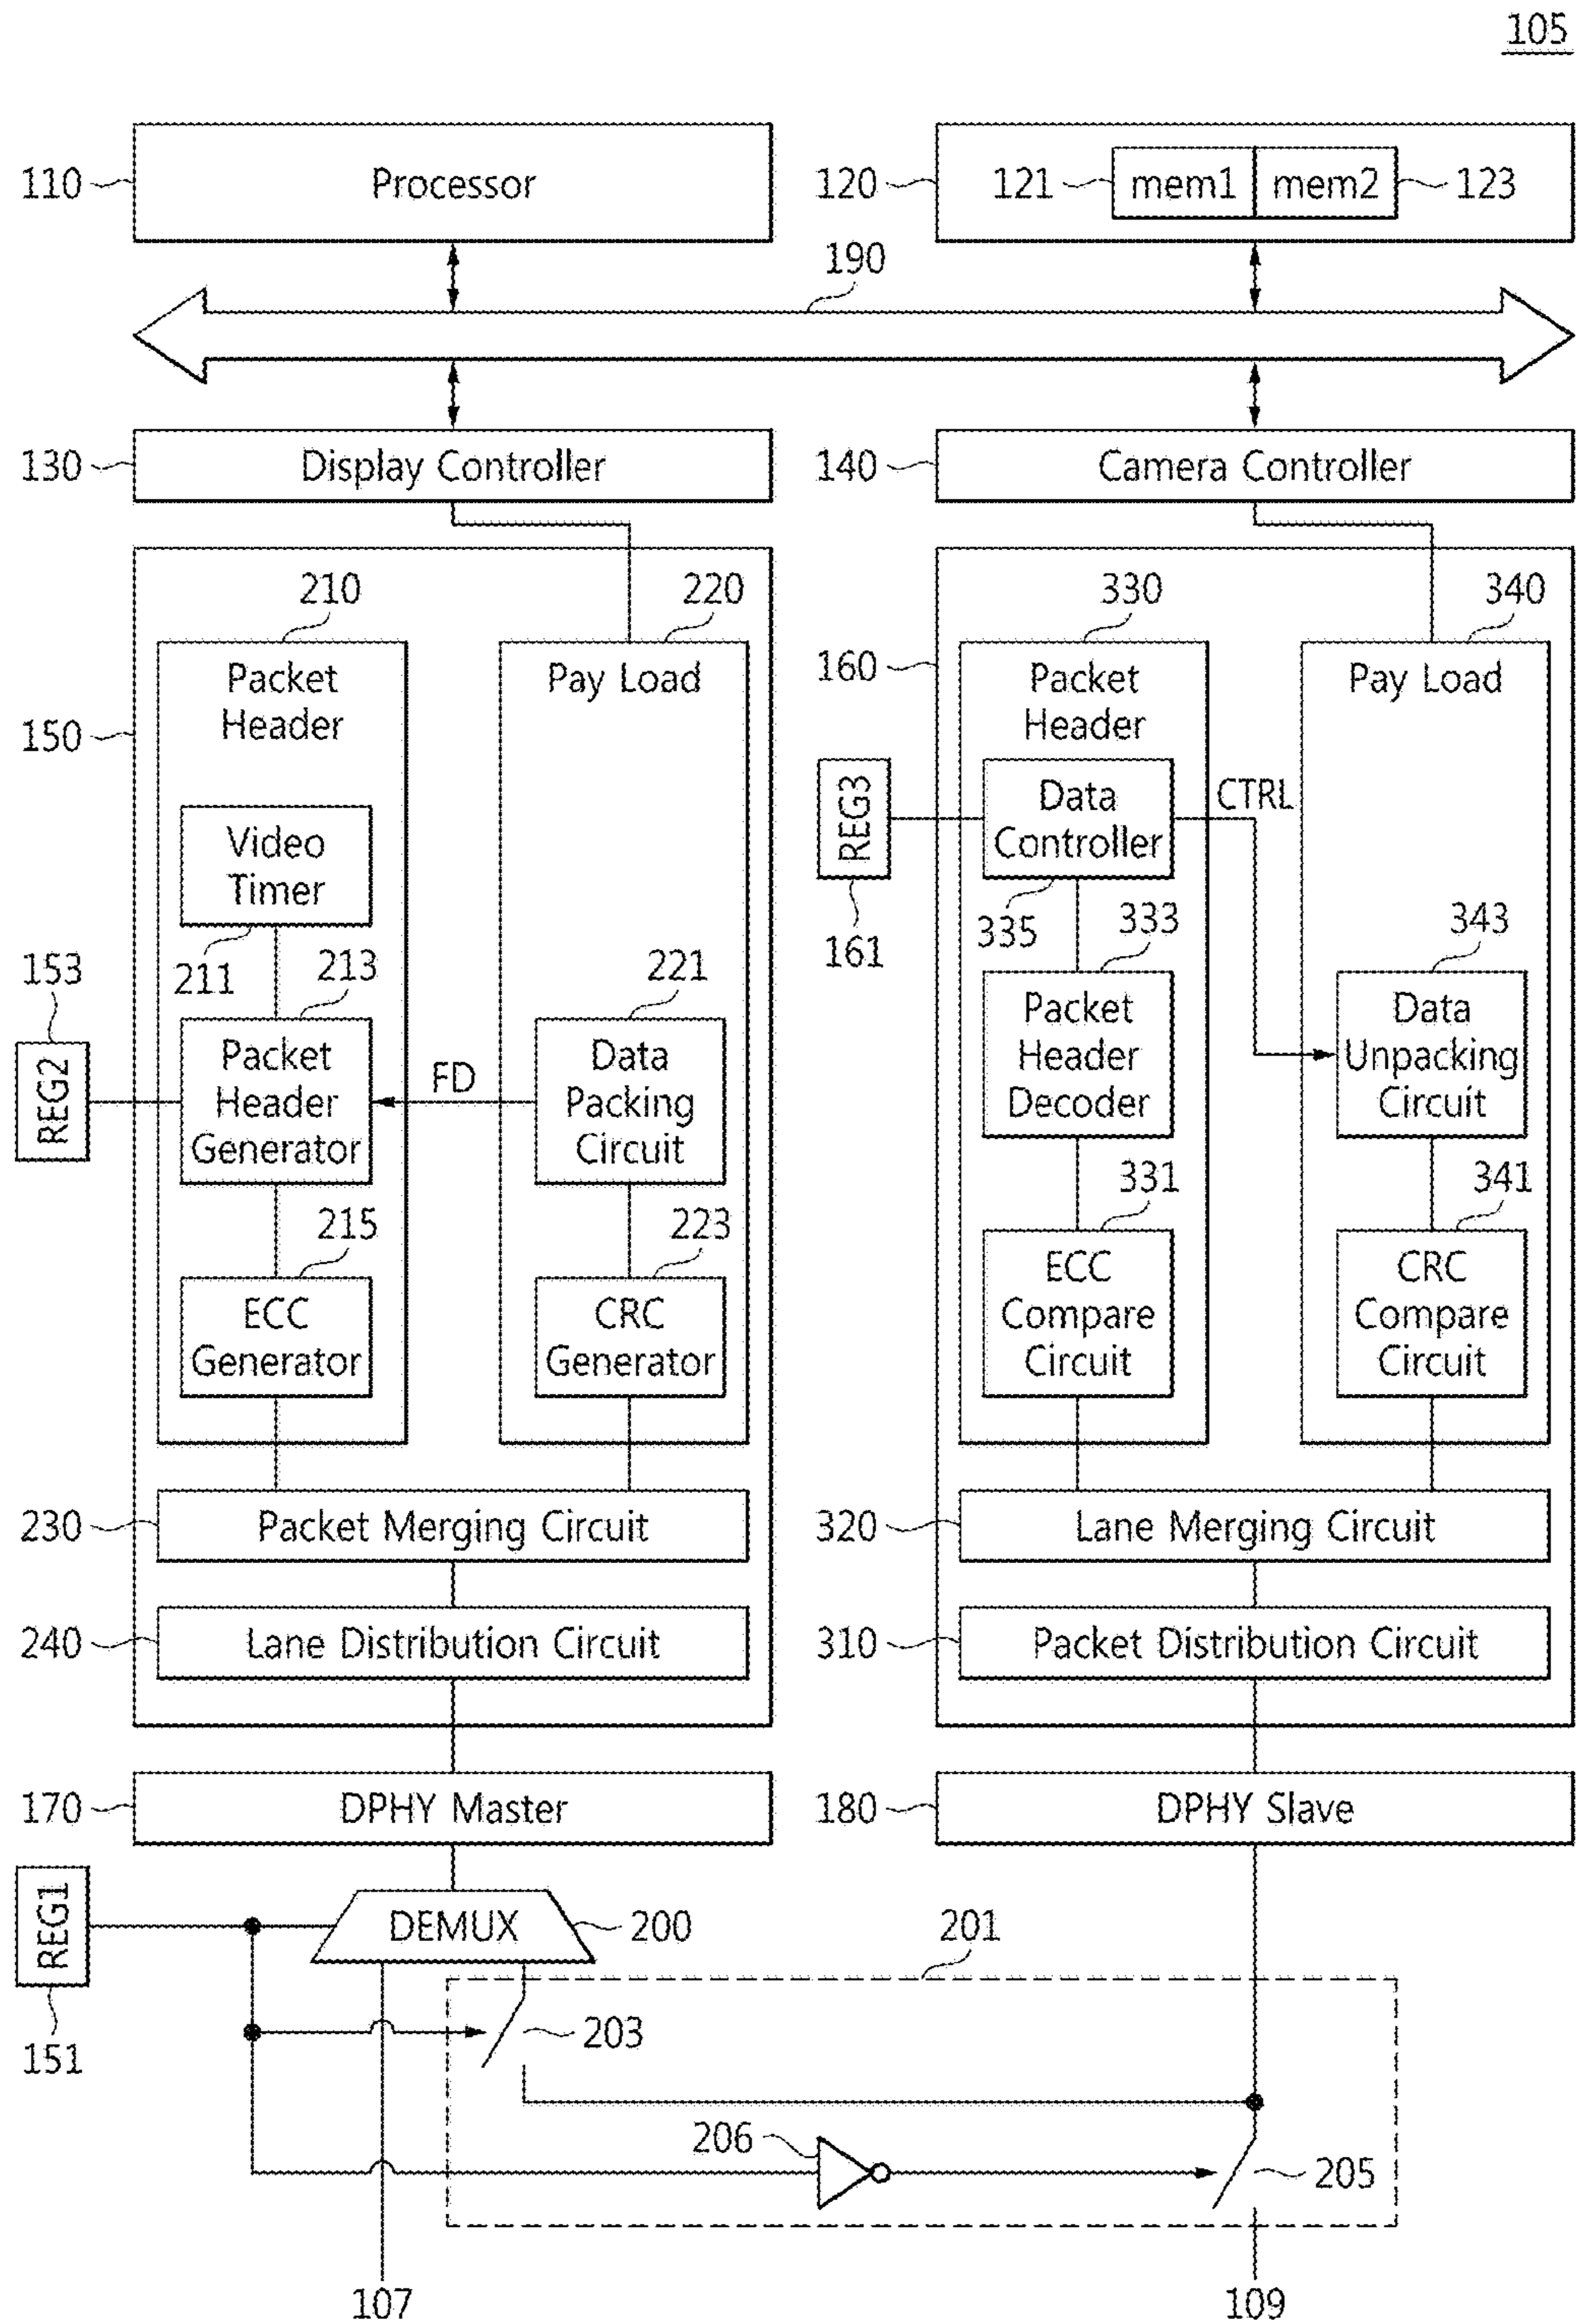 105
110 Processor
120 121 mem1 mem2 123
190
130 Display Controller
140 Camera Controller
150
210
Packet
Header
220
Pay Load
Video
Timer
211
153
REG2
213
Packet
Header
Generator
FD
221
Data
Packing
Circuit
215
ECC
Generator
223
CRC
Generator
230 Packet Merging Circuit
240 Lane Distribution Circuit
160
330
Packet
Header
340
Pay Load
REG3
161
Data
Controller
335
CTRL
333
Packet
Header
Decoder
343
Data
Unpacking
Circuit
331
ECC
Compare
Circuit
341
CRC
Compare
Circuit
320 Lane Merging Circuit
310 Packet Distribution Circuit
170 DPHY Master
180 DPHY Slave
REG1
151
DEMUX 200
201
203
206
205
107
109